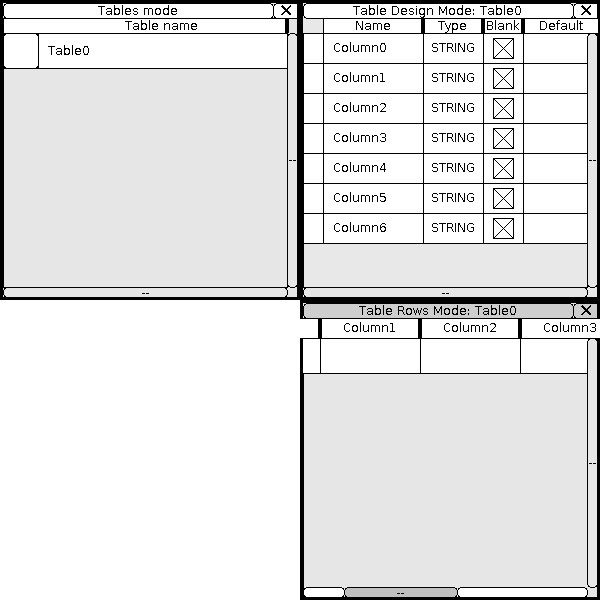 Tables mode
Table name
Table0
--
--
Table Design Mode: Table0
Name Type Blank Default
Column0 STRING
Column1 STRING
Column2 STRING
Column3 STRING
Column4 STRING
Column5 STRING
Column6 STRING
--
--
Table Rows Mode: Table0
Column1 Column2 Column3
--
--